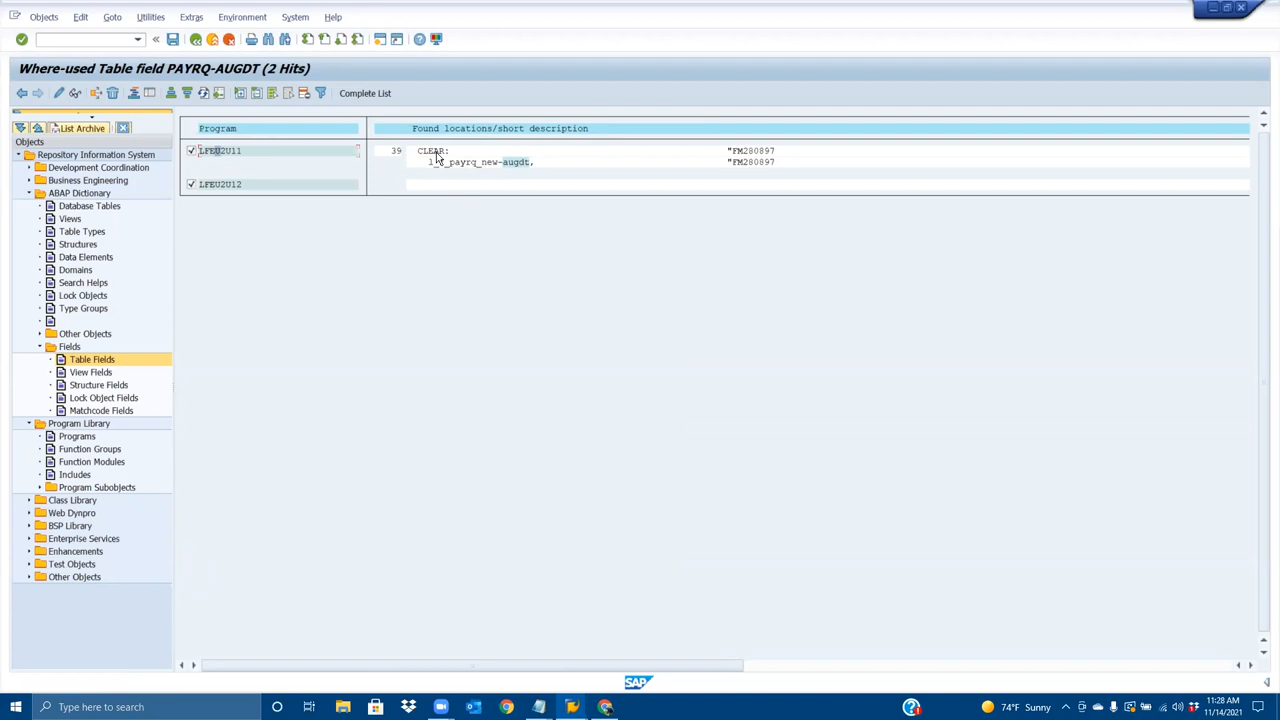 Objects Edit Goto Utilities Extras Environment System Help
Where-used Table field PAYRQ-AUGDT (2 Hits)
Complete List
List Archive
Objects
Repository Information System
Development Coordination
Business Engineering
ABAP Dictionary
Database Tables
Views
Table Types
Structures
Data Elements
Domains
Search Helps
Lock Objects
Type Groups
Other Objects
Fields
Table Fields
View Fields
Structure Fields
Lock Object Fields
Matchcode Fields
Program Library
Programs
Function Groups
Function Modules
Includes
Program Subobjects
Class Library
Web Dynpro
BSP Library
Enterprise Services
Enhancements
Test Objects
Other Objects
Program Found locations/short description
LFEU2U11 39 CLEAR: "FM280897
_payrq_new-augdt, "FM280897
LFEU2U12
SAP
Type here to search
74°F Sunny
11:28 AM
11/14/2021